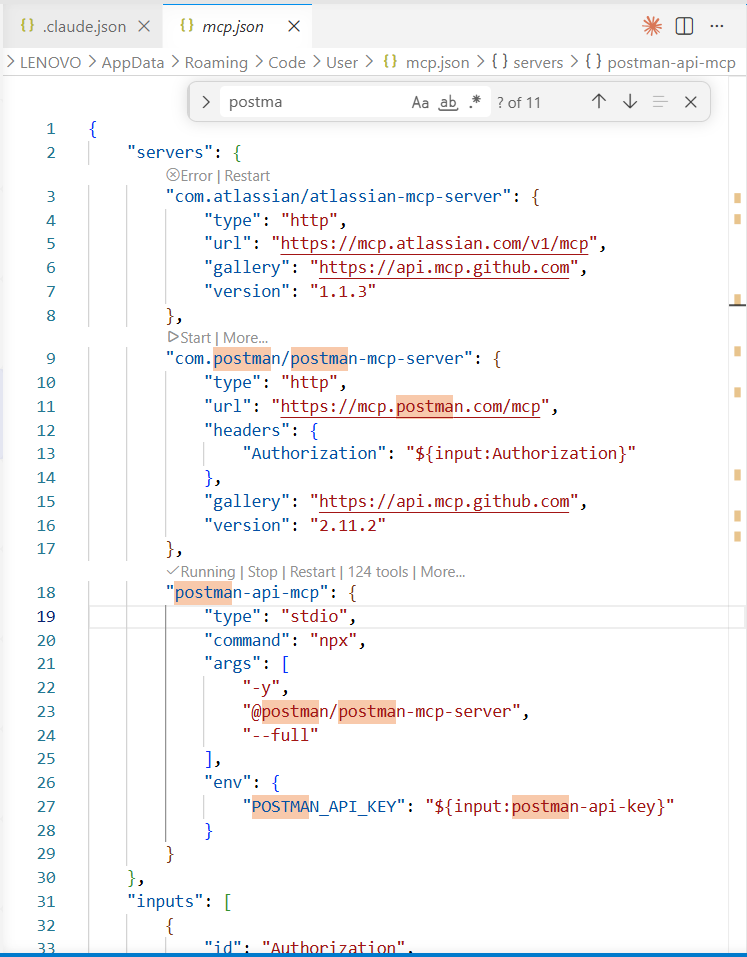 {} .claude.json × {} mcp.json × ...
> LENOVO > AppData > Roaming > Code > User > {} mcp.json > {} servers > {} postman-api-mcp
> postma Aa ab .* ? of 11
1 {
2 "servers": {
Error | Restart
3 "com.atlassian/atlassian-mcp-server": {
4 "type": "http",
5 "url": "https://mcp.atlassian.com/v1/mcp",
6 "gallery": "https://api.mcp.github.com",
7 "version": "1.1.3"
8 },
Start | More...
9 "com.postman/postman-mcp-server": {
10 "type": "http",
11 "url": "https://mcp.postman.com/mcp",
12 "headers": {
13 "Authorization": "${input:Authorization}"
14 },
15 "gallery": "https://api.mcp.github.com",
16 "version": "2.11.2"
17 },
✓Running | Stop | Restart | 124 tools | More...
18 "postman-api-mcp": {
19 "type": "stdio",
20 "command": "npx",
21 "args": [
22 "-y",
23 "@postman/postman-mcp-server",
24 "--full"
25 ],
26 "env": {
27 "POSTMAN_API_KEY": "${input:postman-api-key}"
28 }
29 }
30 },
31 "inputs": [
32 {
33 "id": "Authorization",